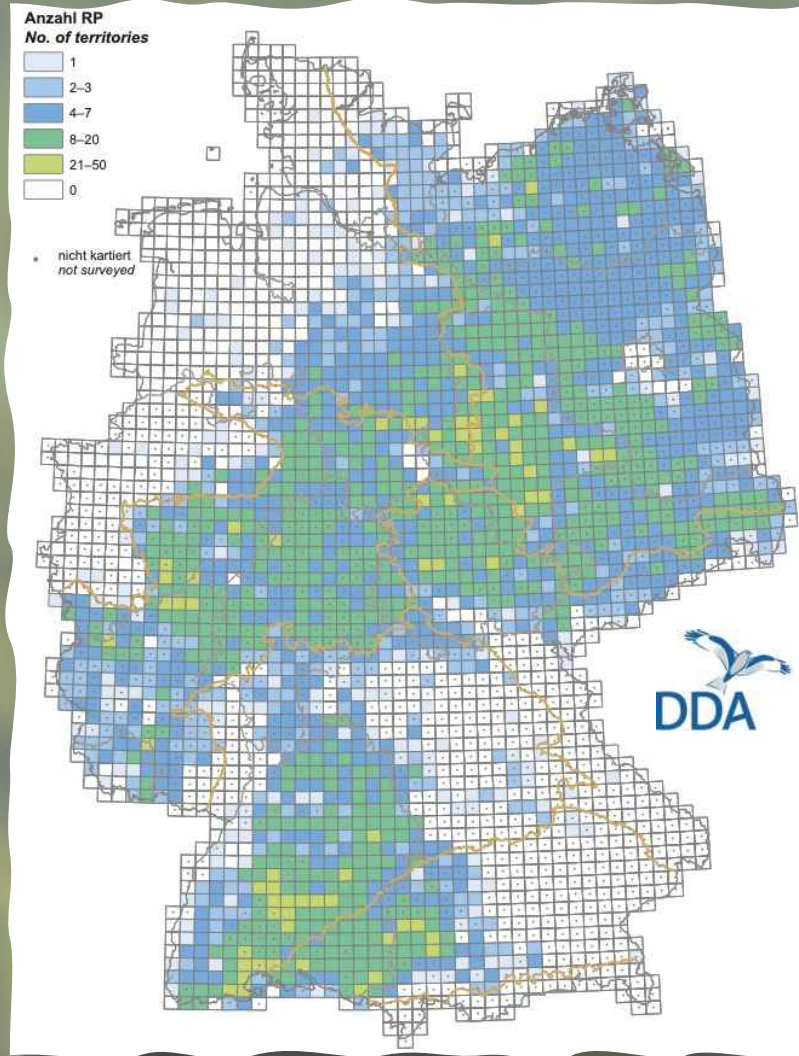 Anzahl RP
No. of territories
1
2–3
4–7
8–20
21–50
0
nicht kartiert
not surveyed
DDA